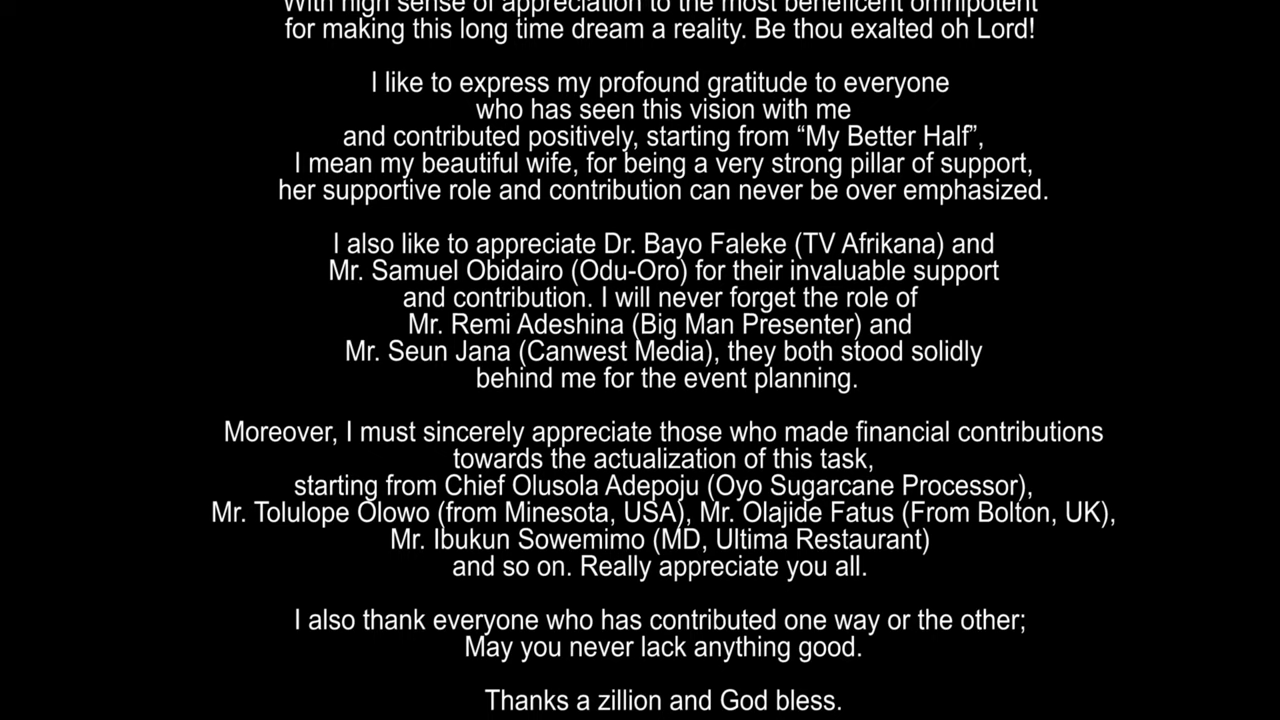 With high sense of appreciation to the most beneficent omnipotent
for making this long time dream a reality. Be thou exalted oh Lord!
I like to express my profound gratitude to everyone
who has seen this vision with me
and contributed positively, starting from “My Better Half”,
I mean my beautiful wife, for being a very strong pillar of support,
her supportive role and contribution can never be over emphasized.
I also like to appreciate Dr. Bayo Faleke (TV Afrikana) and
Mr. Samuel Obidairo (Odu-Oro) for their invaluable support
and contribution. I will never forget the role of
Mr. Remi Adeshina (Big Man Presenter) and
Mr. Seun Jana (Canwest Media), they both stood solidly
behind me for the event planning.
Moreover, I must sincerely appreciate those who made financial contributions
towards the actualization of this task,
starting from Chief Olusola Adepoju (Oyo Sugarcane Processor),
Mr. Tolulope Olowo (from Minesota, USA), Mr. Olajide Fatus (From Bolton, UK),
Mr. Ibukun Sowemimo (MD, Ultima Restaurant)
and so on. Really appreciate you all.
I also thank everyone who has contributed one way or the other;
May you never lack anything good.
Thanks a zillion and God bless.